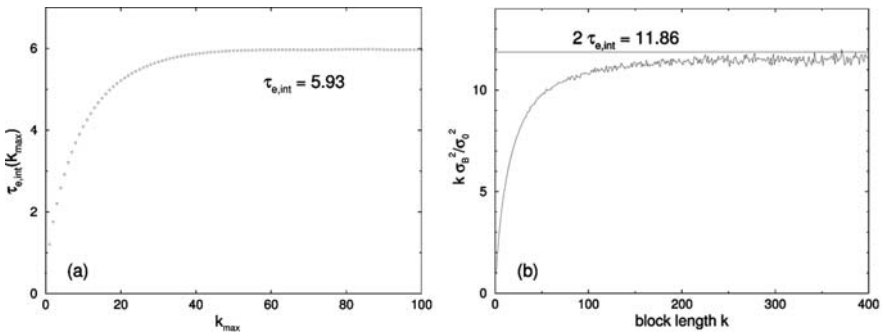 6
4
2
0
τe,int(kmax)
τe,int = 5.93
(a)
0 20 40 60 80 100
kmax
10
5
0
k σB²/σ0²
2 τe,int = 11.86
(b)
0 100 200 300 400
block length k